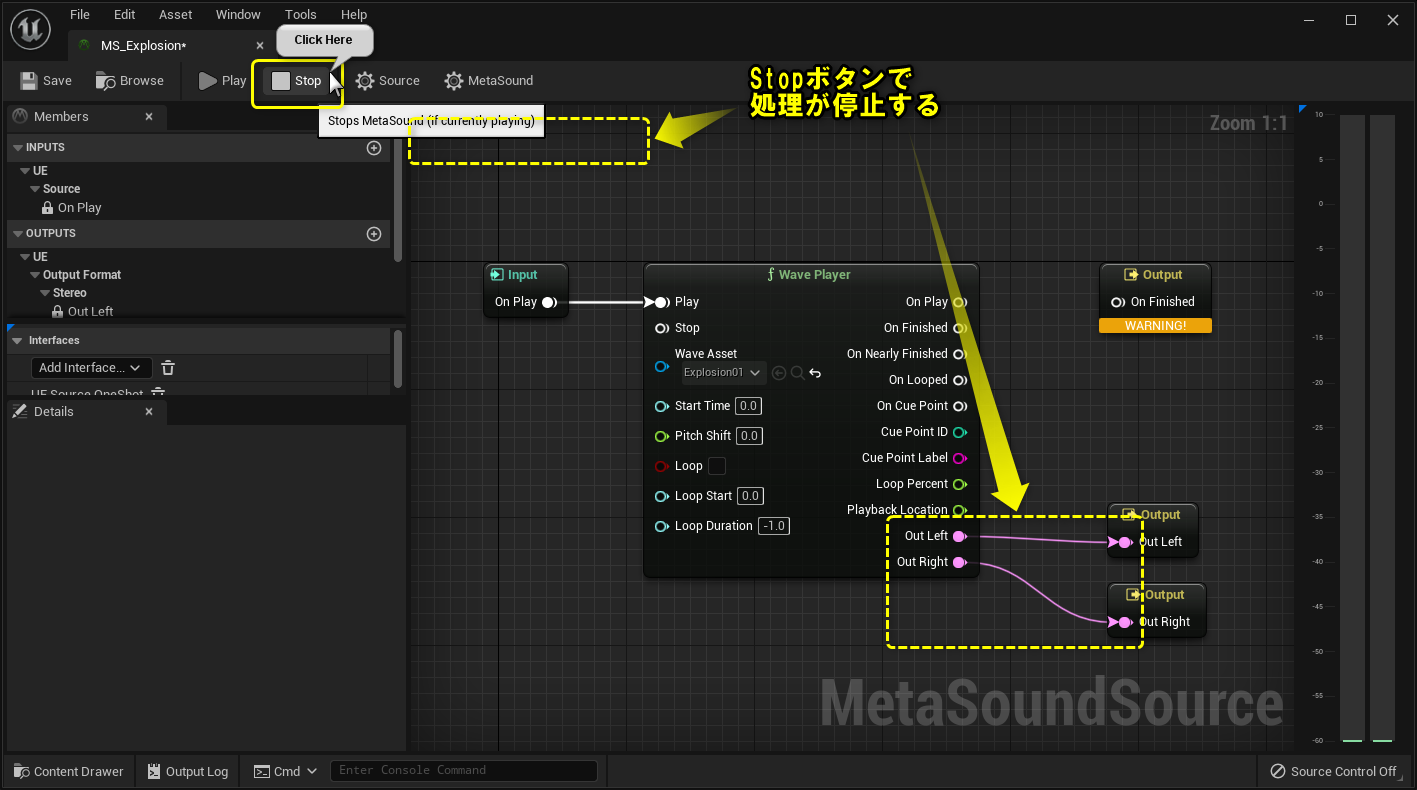 File Edit Asset Window Tools Help
MS_Explosion*
Click Here
Save Browse Play Stop Source MetaSound
Stops MetaSound (if currently playing)
Stopボタンで
処理が停止する
Zoom 1:1
Members
INPUTS
UE
Source
On Play
OUTPUTS
UE
Output Format
Stereo
Out Left
Interfaces
Add Interface...
UE.Source.OneShot
Details
Input
On Play
Wave Player
Play
Stop
Wave Asset
Explosion01
Start Time 0.0
Pitch Shift 0.0
Loop
Loop Start 0.0
Loop Duration -1.0
On Play
On Finished
On Nearly Finished
On Looped
On Cue Point
Cue Point ID
Cue Point Label
Loop Percent
Playback Location
Out Left
Out Right
Output
On Finished
WARNING!
Output
Out Left
Output
Out Right
MetaSoundSource
10
5
0
-5
-10
-15
-20
-25
-30
-35
-40
-45
-50
-55
-60
Content Drawer Output Log Cmd Enter Console Command Source Control Off